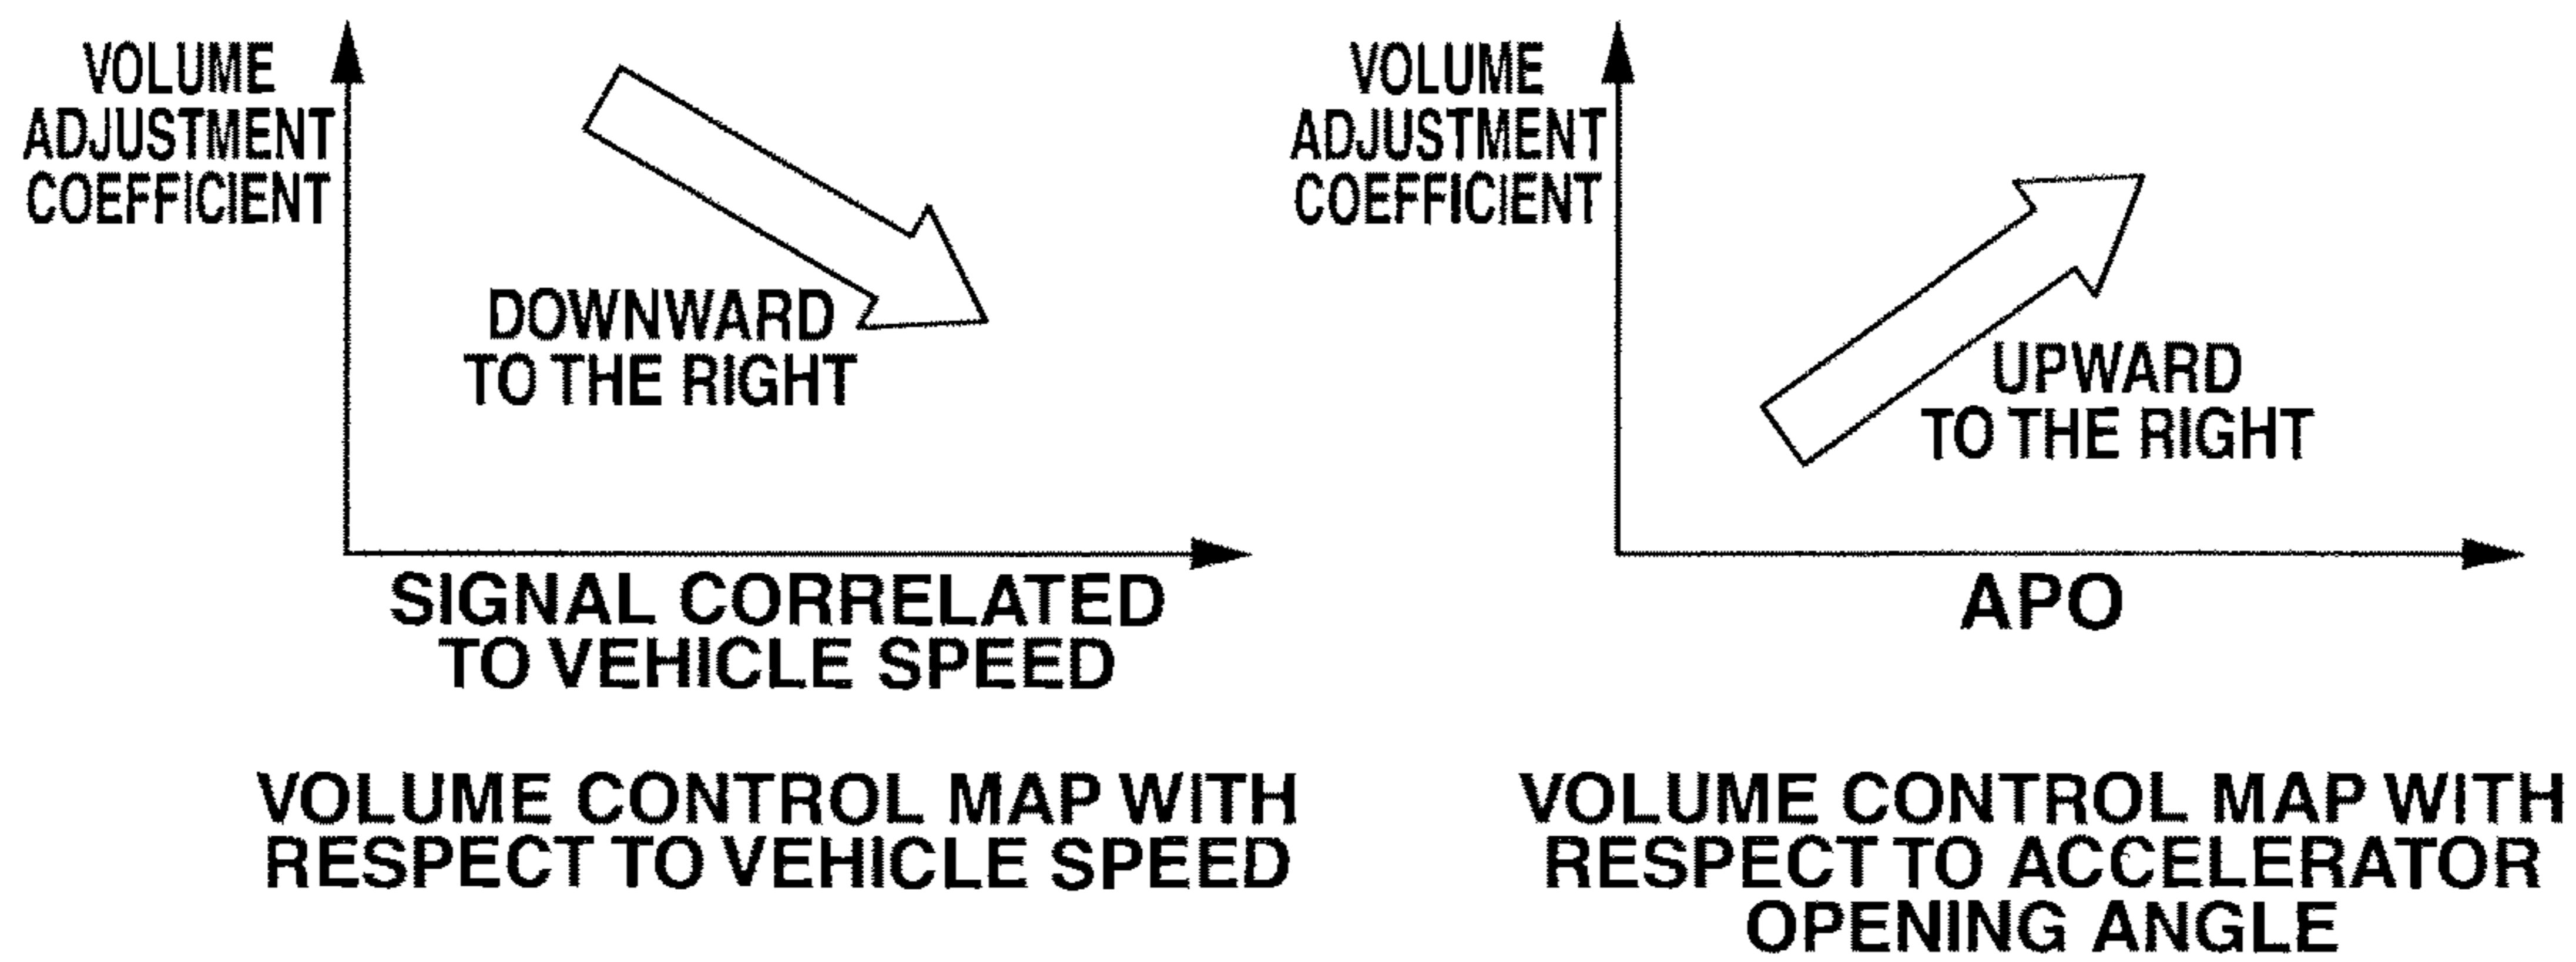 VOLUME
ADJUSTMENT
COEFFICIENT
DOWNWARD
TO THE RIGHT
SIGNAL CORRELATED
TO VEHICLE SPEED
VOLUME CONTROL MAP WITH
RESPECT TO VEHICLE SPEED
VOLUME
ADJUSTMENT
COEFFICIENT
UPWARD
TO THE RIGHT
APO
VOLUME CONTROL MAP WITH
RESPECT TO ACCELERATOR
OPENING ANGLE